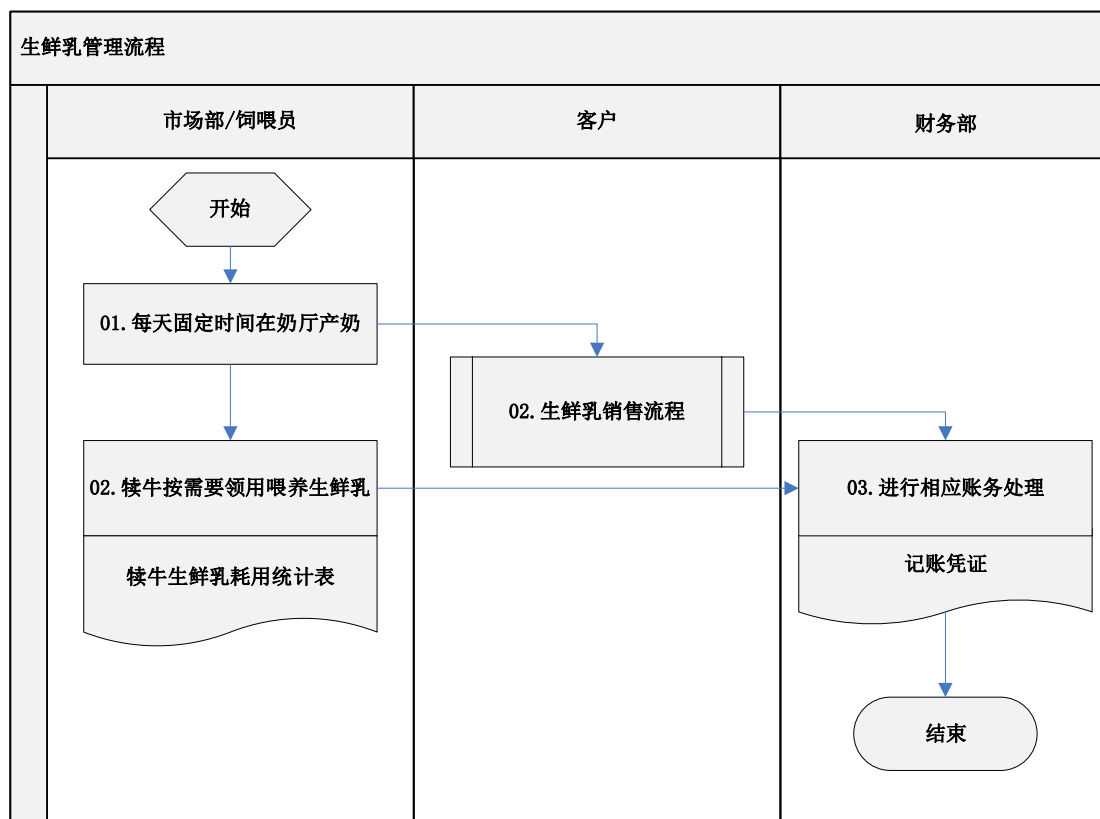 生鲜乳管理流程
市场部/饲喂员
客户
财务部
开始
01.每天固定时间在奶厅产奶
02.生鲜乳销售流程
02.犊牛按需要领用喂养生鲜乳
03.进行相应账务处理
犊牛生鲜乳耗用统计表
记账凭证
结束